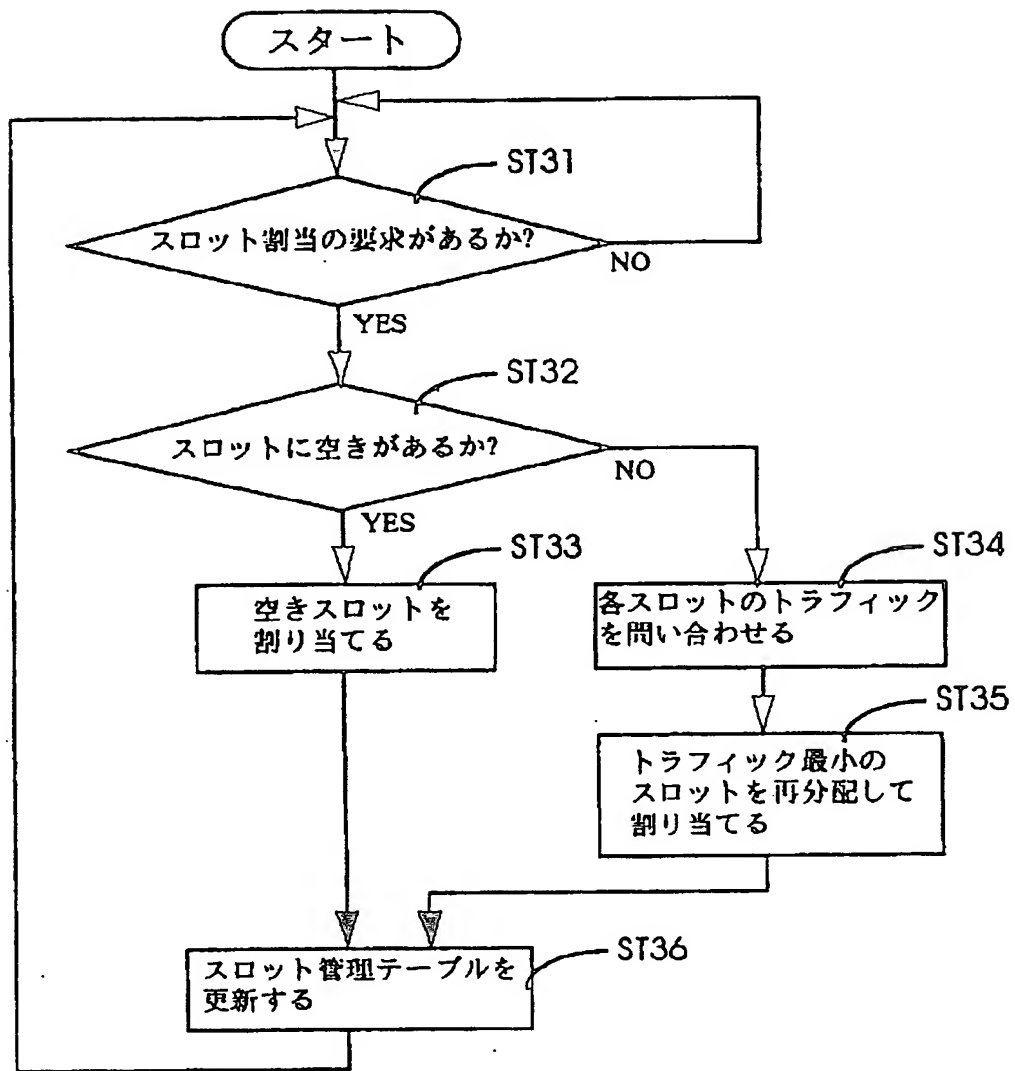 スタート
ST31
スロット割当の要求があるか?
NO
YES
ST32
スロットに空きがあるか?
NO
YES
ST33
空きスロットを
割り当てる
ST34
各スロットのトラフィック
を問い合わせる
ST35
トラフィック最小の
スロットを再分配して
割り当てる
ST36
スロット管理テーブルを
更新する